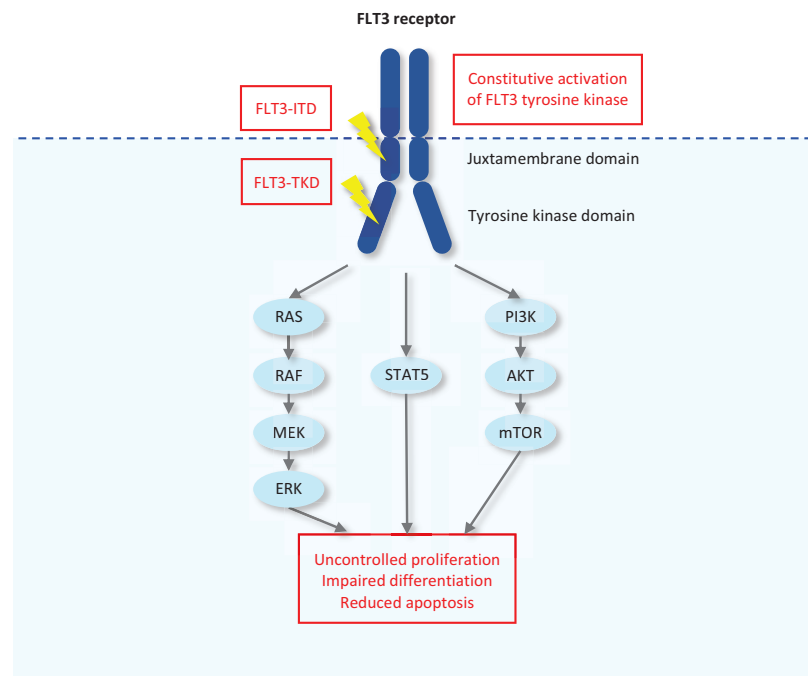 FLT3 receptor
Constitutive activation
of FLT3 tyrosine kinase
FLT3-ITD
Juxtamembrane domain
FLT3-TKD
Tyrosine kinase domain
RAS
PI3K
RAF
STAT5
AKT
MEK
mTOR
ERK
Uncontrolled proliferation
Impaired differentiation
Reduced apoptosis